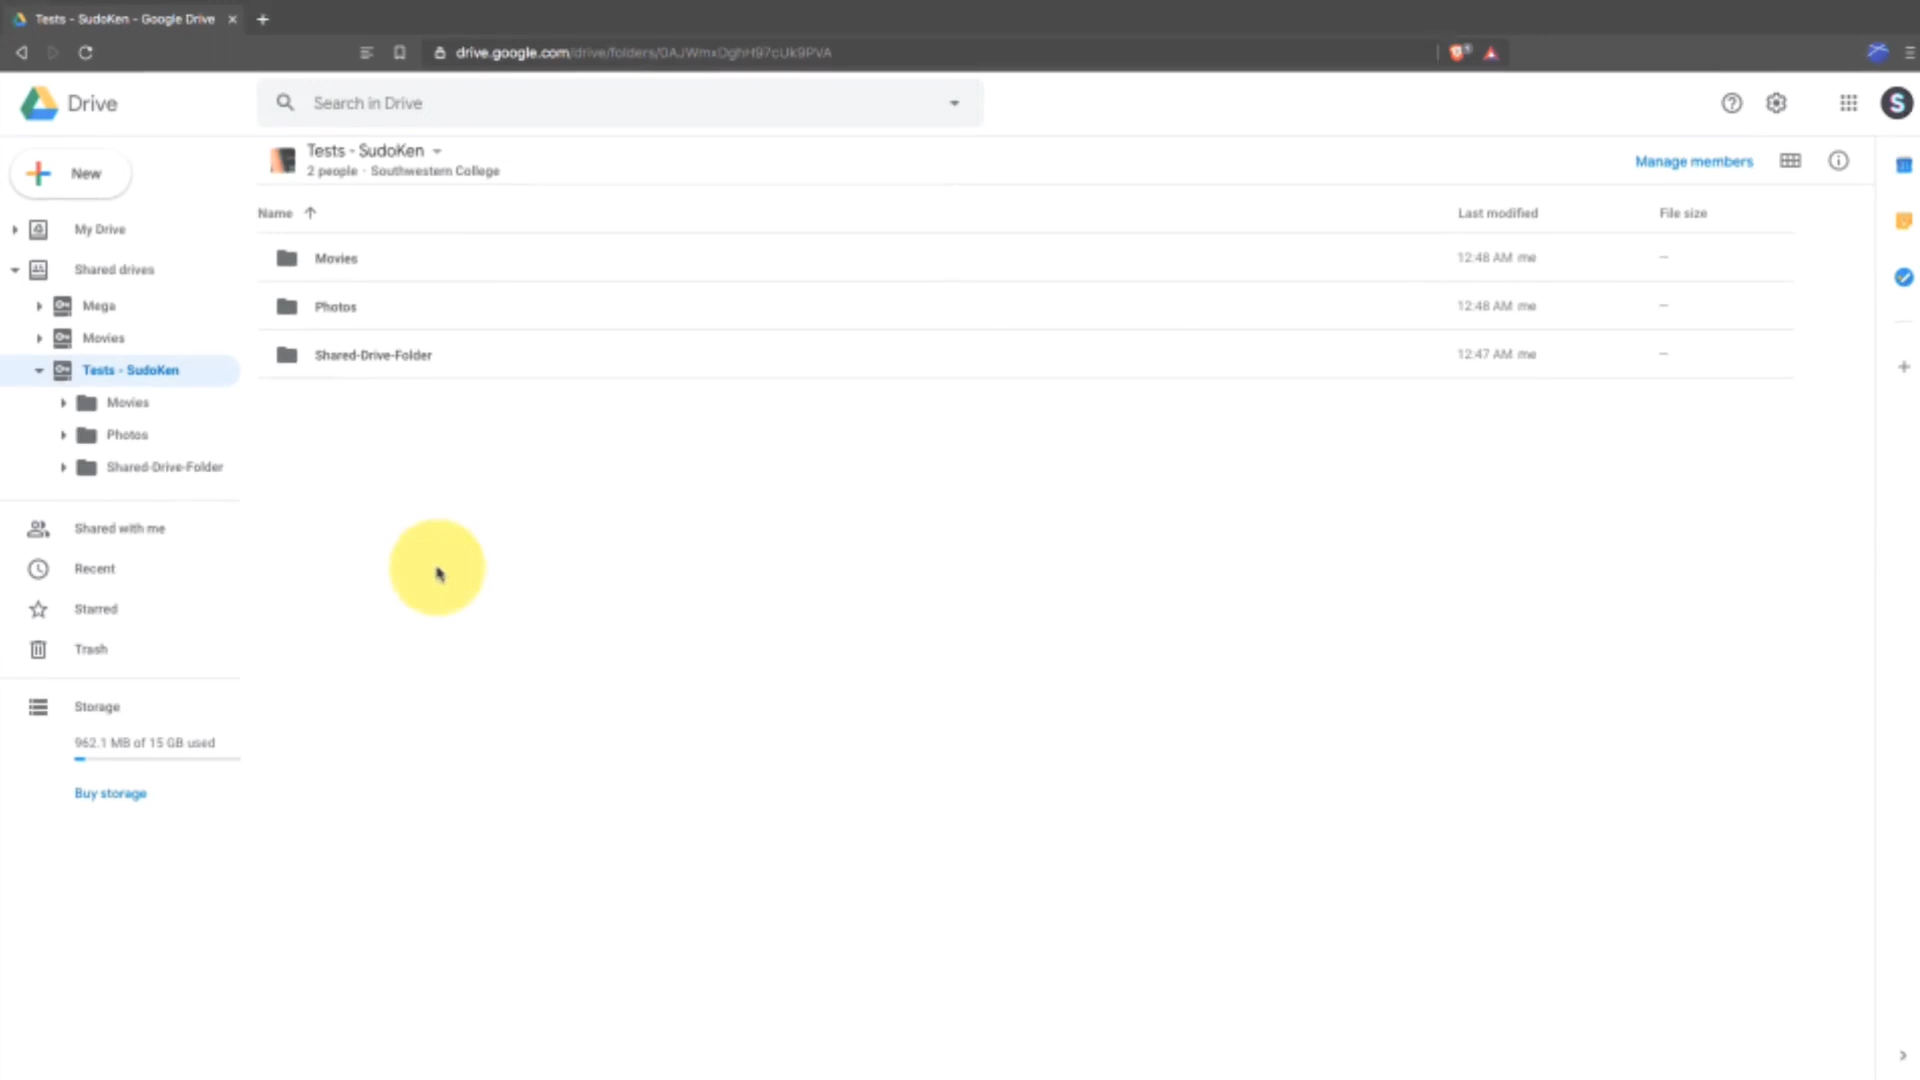 Tests - SudoKen - Google Drive
drive.google.com/drive/folders/
Drive
Search in Drive
S
New
Tests - SudoKen
2 people - Southwestern College
Manage members
My Drive
Shared drives
Mega
Movies
Tests - SudoKen
Movies
Photos
Shared-Drive-Folder
Shared with me
Recent
Starred
Trash
Storage
962.1 MB of 15 GB used
Buy storage
Name
Last modified
File size
Movies
12:48 AM me
–
Photos
12:48 AM me
–
Shared-Drive-Folder
12:47 AM me
–